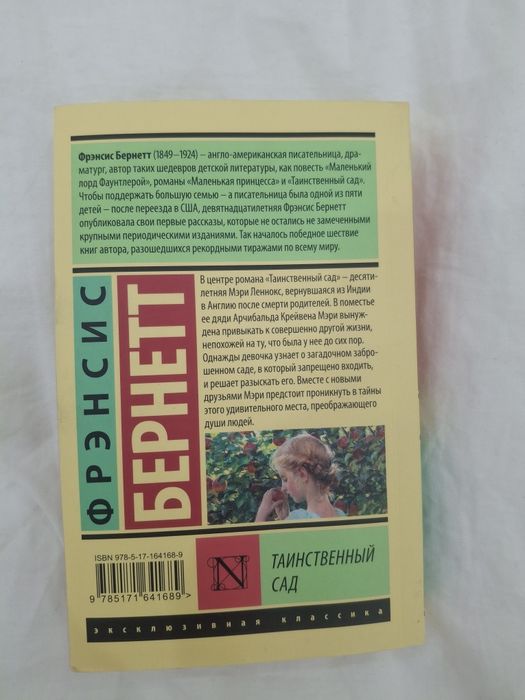 Фрэнсис Бернетт (1849—1924) – англо-американская писательница, дра-
матург, автор таких шедевров детской литературы, как повесть «Маленький
лорд Фаунтлерой», романы «Маленькая принцесса» и «Таинственный сад».
Чтобы поддержать большую семью – а писательница была одной из пяти
детей – после переезда в США, девятнадцатилетняя Фрэнсис Бернетт
опубликовала свои первые рассказы, которые не остались не замеченными
крупными периодическими изданиями. Так началось победное шествие
книг автора, разошедшихся рекордными тиражами по всему миру.
ФРЭНСИС
БЕРНЕТТ
В центре романа «Таинственный сад» – десяти-
летняя Мэри Леннокс, вернувшаяся из Индии
в Англию после смерти родителей. В поместье
ее дяди Арчибальда Крейвена Мэри вынуж-
дена привыкать к совершенно другой жизни,
непохожей на ту, что была у нее до сих пор.
Однажды девочка узнает о загадочном забро-
шенном саде, в который запрещено входить,
и решает разыскать его. Вместе с новыми
друзьями Мэри предстоит проникнуть в тайны
этого удивительного места, преображающего
души людей.
ISBN 978-5-17-164168-9
9 785171 641689 >
N
ТАИНСТВЕННЫЙ
САД
эксклюзивная классика